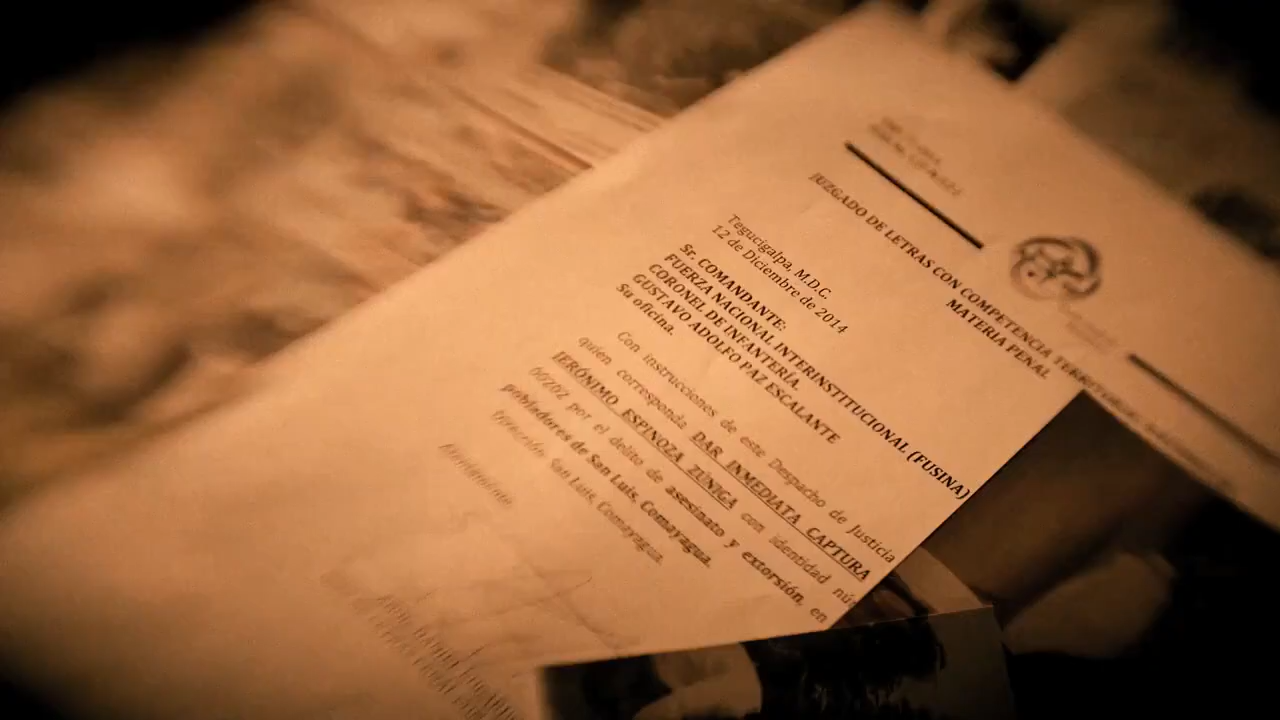 JUZGADO DE LETRAS CON COMPETENCIA
MATERIA PENAL
Tegucigalpa, M.D.C.
12 de Diciembre de 2014
Sr. COMANDANTE:
FUERZA NACIONAL INTERINSTITUCIONAL (FUSINA)
CORONEL DE INFANTERÍA.
GUSTAVO ADOLFO PAZ ESCALANTE
Su oficina.
Con instrucciones de este Despacho de Justicia
quien corresponda DAR INMEDIATA CAPTURA
JERÓNIMO ESPINOZA ZÚNIGA con identidad
por el delito de asesinato y extorsión, en
pobladores de San Luis, Comayagua.
Dirección: San Luis, Comayagua.